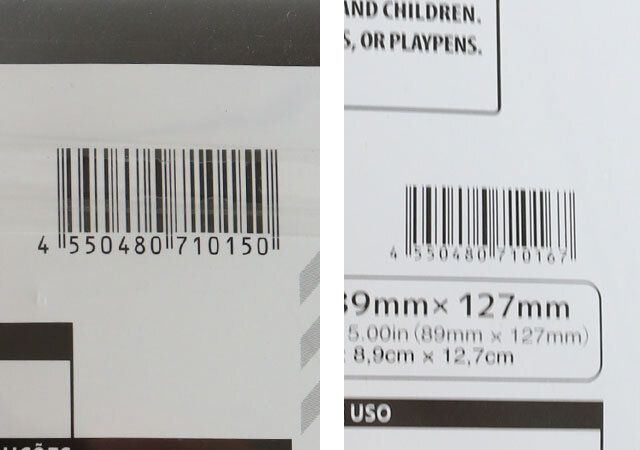 4 550480 710150
AND CHILDREN.
S, OR PLAYPENS.
4 550480 710167
89mm× 127mm
5.00in (89mm × 127mm)
: 8,9cm × 12,7cm
USO